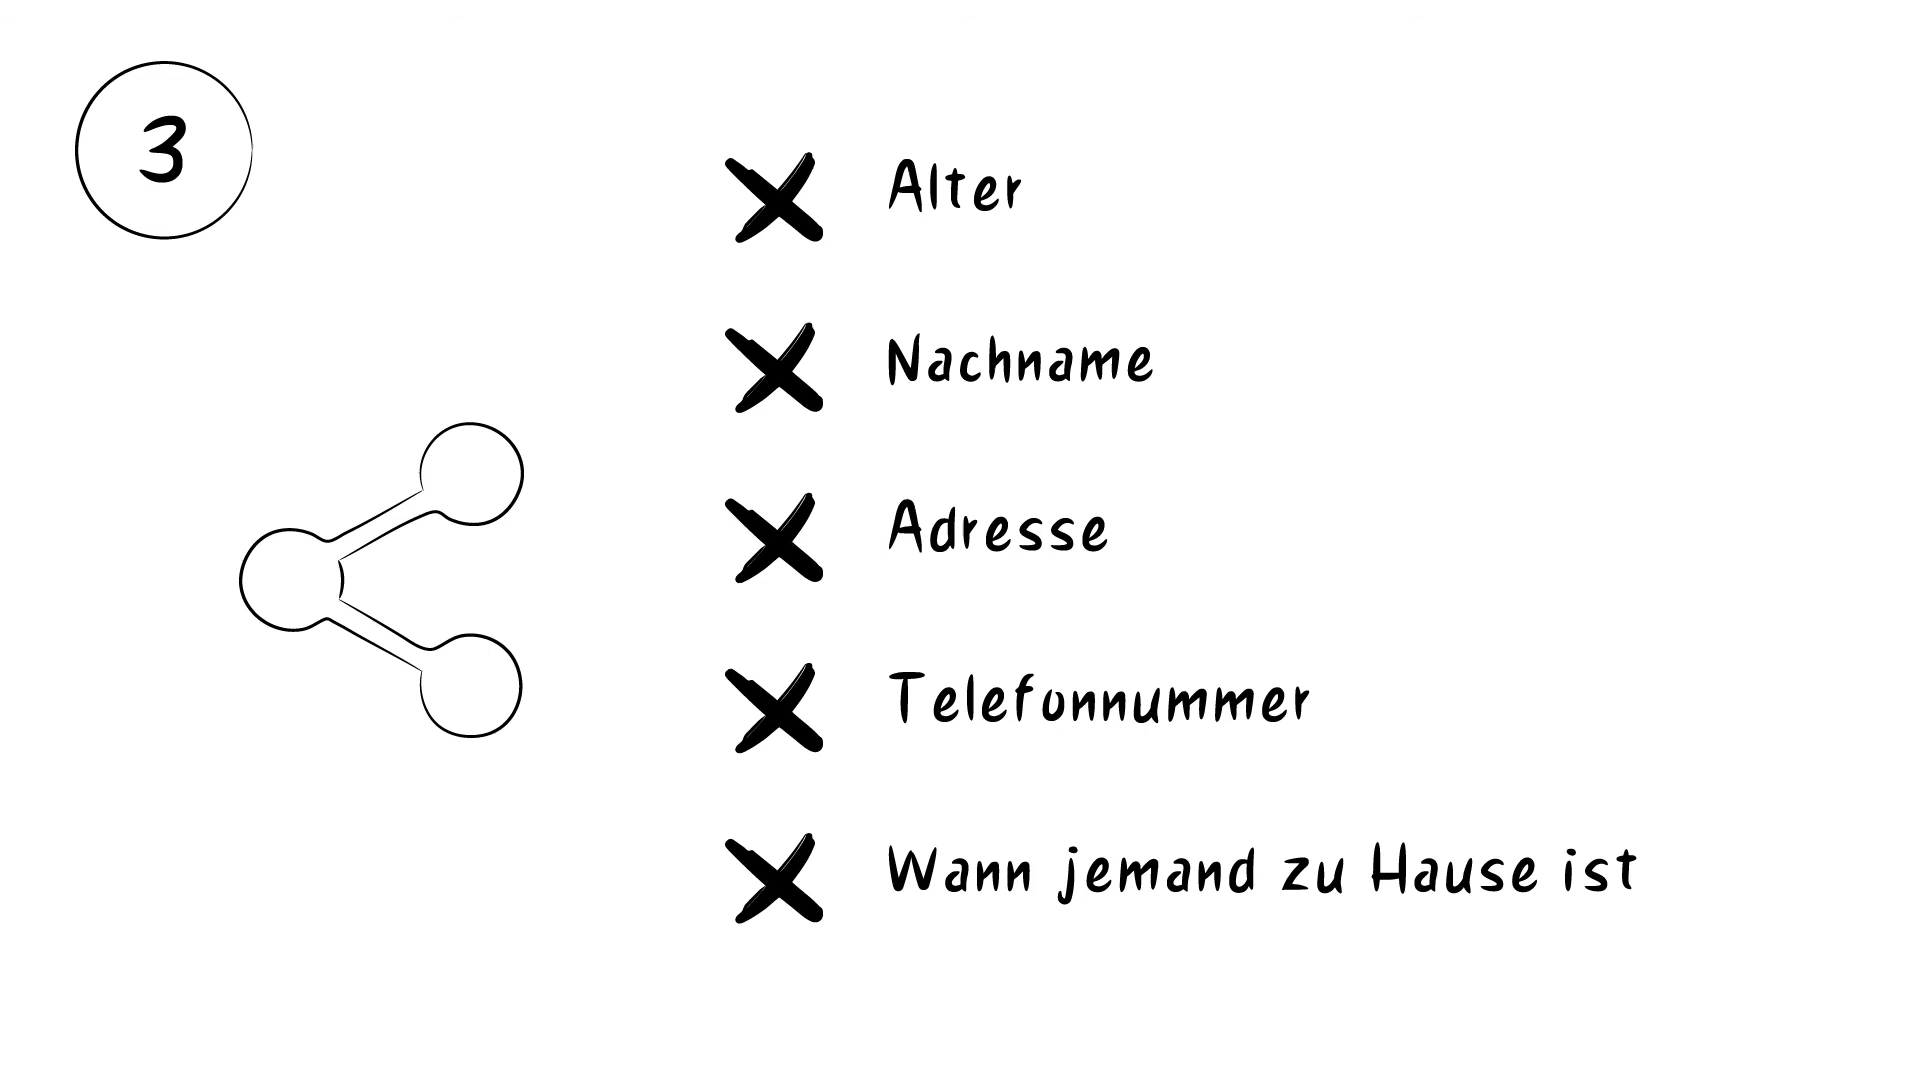 3
Alter
Nachname
Adresse
Telefonnummer
Wann jemand zu Hause ist